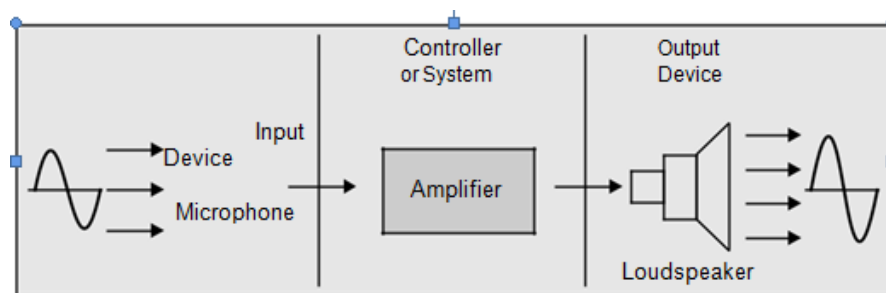 Input
Device
Microphone
Controller
or System
Amplifier
Output
Device
Loudspeaker